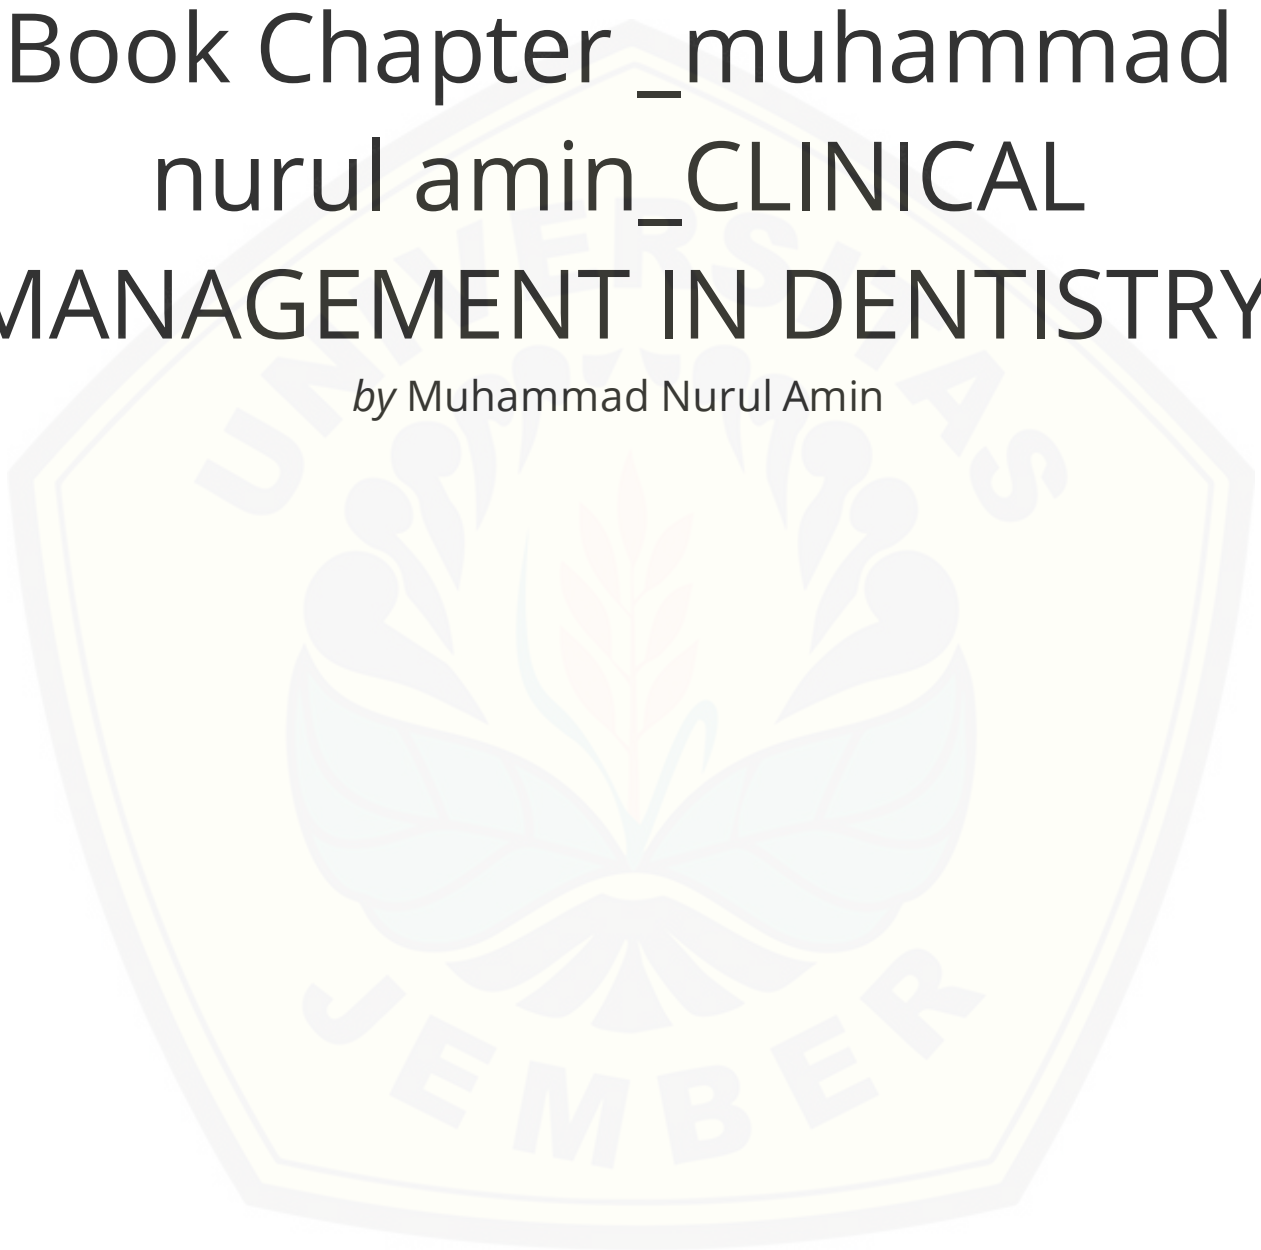 Book Chapter _muhammad
nurul amin_CLINICAL
MANAGEMENT IN DENTISTRY
by Muhammad Nurul Amin
UNIVERSITAS
JEMBER